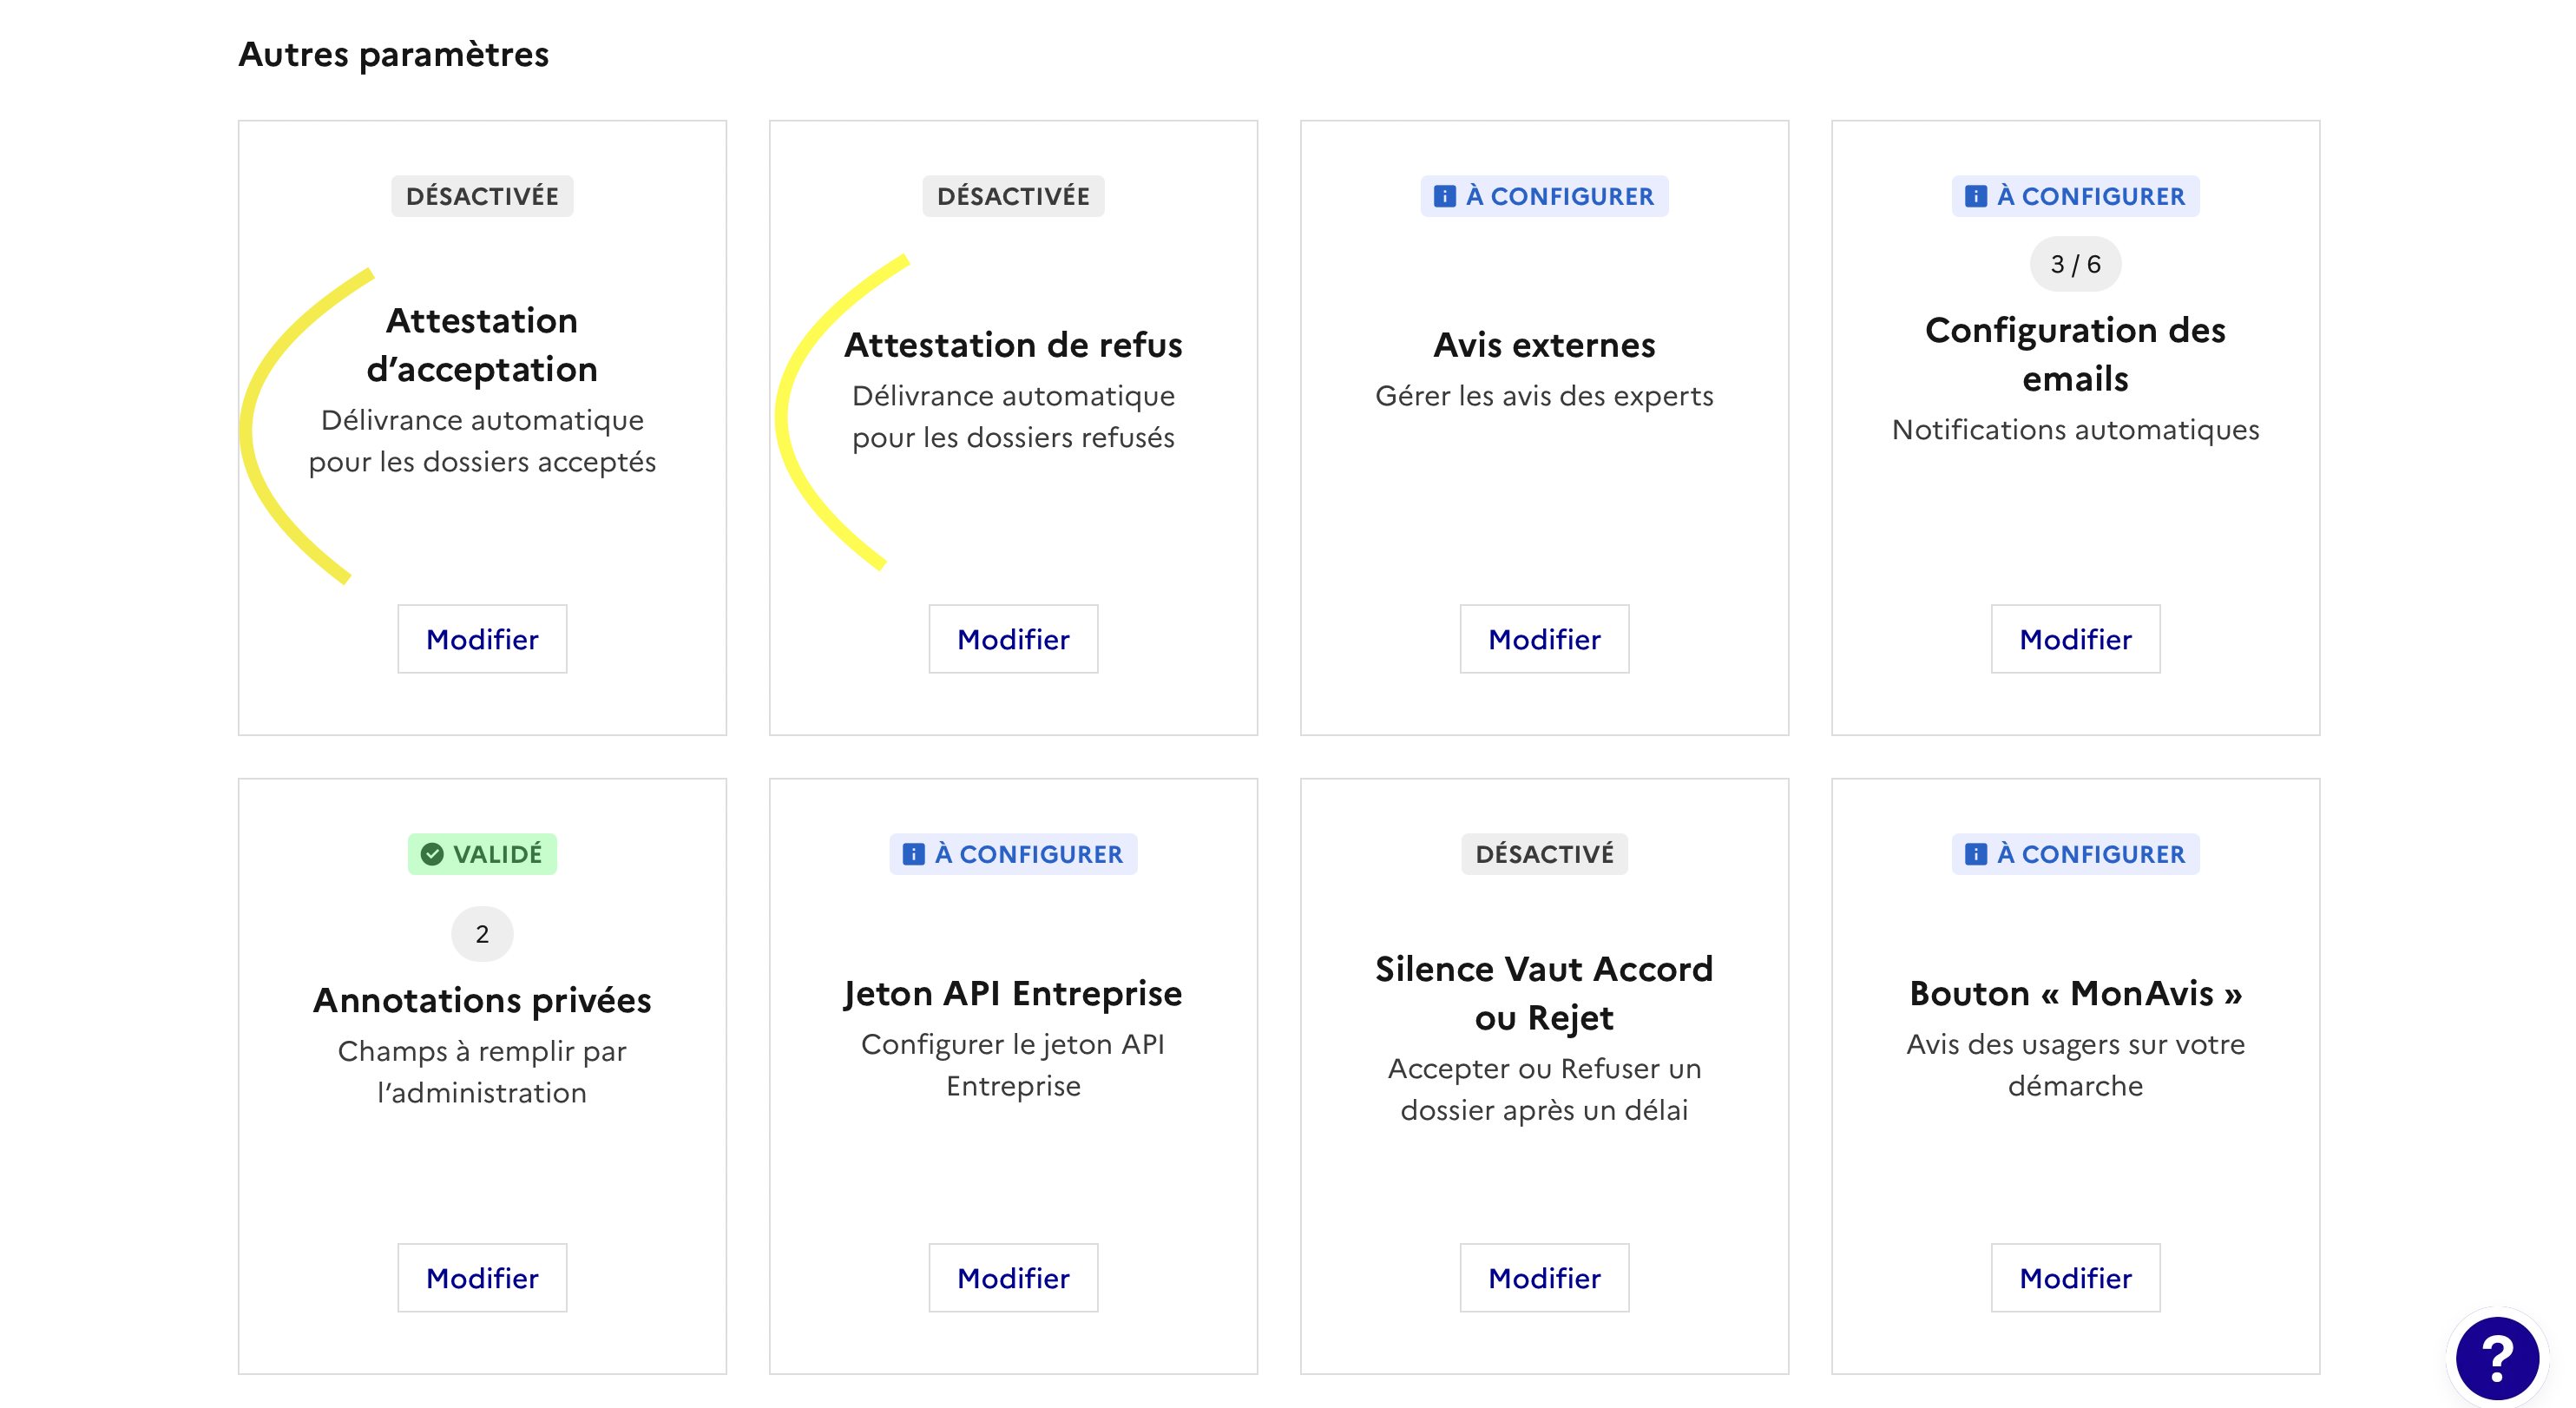 Autres paramètres
DÉSACTIVÉE
Attestation
d’acceptation
Délivrance automatique
pour les dossiers acceptés
Modifier
DÉSACTIVÉE
Attestation de refus
Délivrance automatique
pour les dossiers refusés
Modifier
À CONFIGURER
Avis externes
Gérer les avis des experts
Modifier
À CONFIGURER
3 / 6
Configuration des
emails
Notifications automatiques
Modifier
VALIDÉ
2
Annotations privées
Champs à remplir par
l’administration
Modifier
À CONFIGURER
Jeton API Entreprise
Configurer le jeton API
Entreprise
Modifier
DÉSACTIVÉ
Silence Vaut Accord
ou Rejet
Accepter ou Refuser un
dossier après un délai
Modifier
À CONFIGURER
Bouton « MonAvis »
Avis des usagers sur votre
démarche
Modifier
?